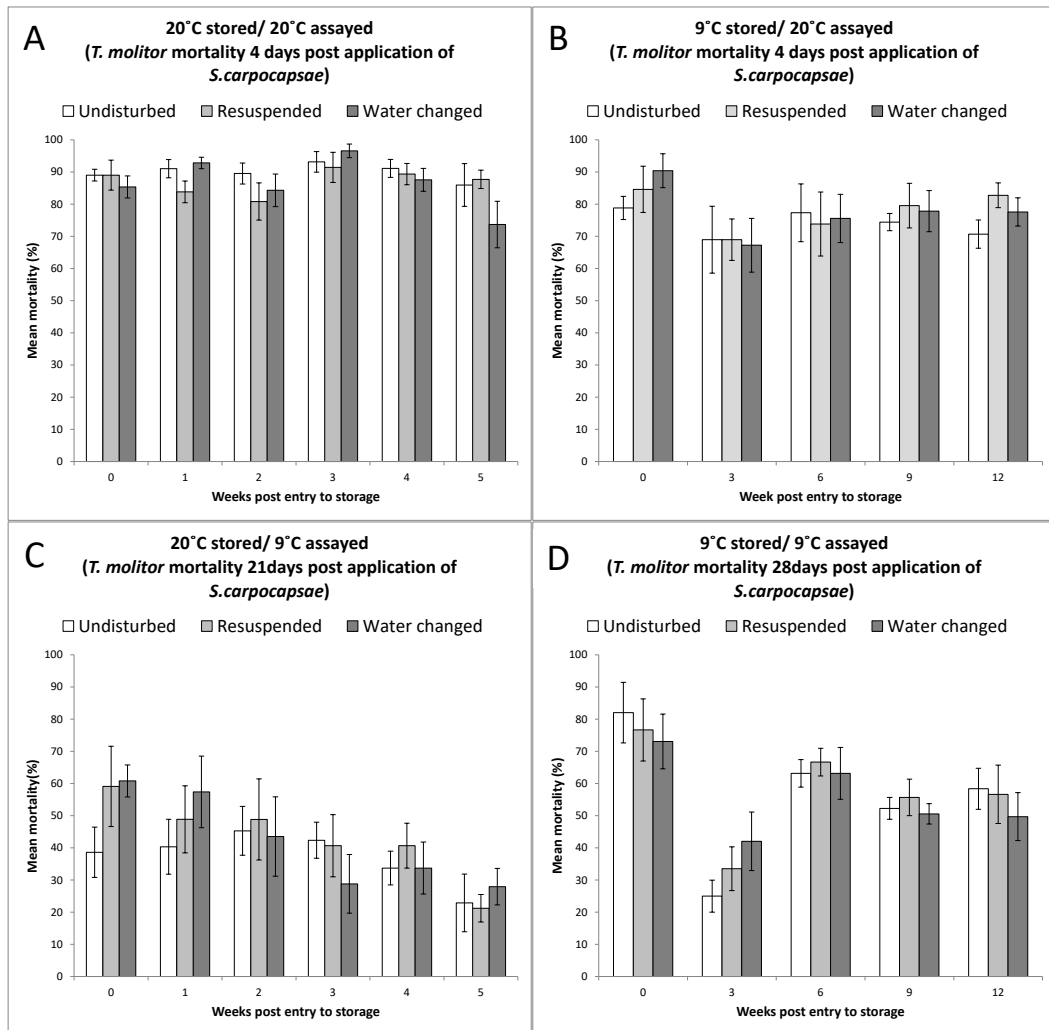 A
20˚C stored/ 20˚C assayed
(T. molitor mortality 4 days post application of
S.carpocapsae)
Undisturbed Resuspended Water changed
100
90
80
70
60
50
40
30
20
10
0
Mean mortality (%)
0 1 2 3 4 5
Weeks post entry to storage
B
9˚C stored/ 20˚C assayed
(T. molitor mortality 4 days post application of
S.carpocapsae)
Undisturbed Resuspended Water changed
100
90
80
70
60
50
40
30
20
10
0
Mean mortality (%)
0 3 6 9 12
Week post entry to storage
C
20˚C stored/ 9˚C assayed
(T. molitor mortality 21days post application of
S.carpocapsae)
Undisturbed Resuspended Water changed
100
90
80
70
60
50
40
30
20
10
0
Mean mortality(%)
0 1 2 3 4 5
Weeks post entry to storage
D
9˚C stored/ 9˚C assayed
(T. molitor mortality 28days post application of
S.carpocapsae)
Undisturbed Resuspended Water changed
100
90
80
70
60
50
40
30
20
10
0
Mean mortality (%)
0 3 6 9 12
Weeks post entry to storage